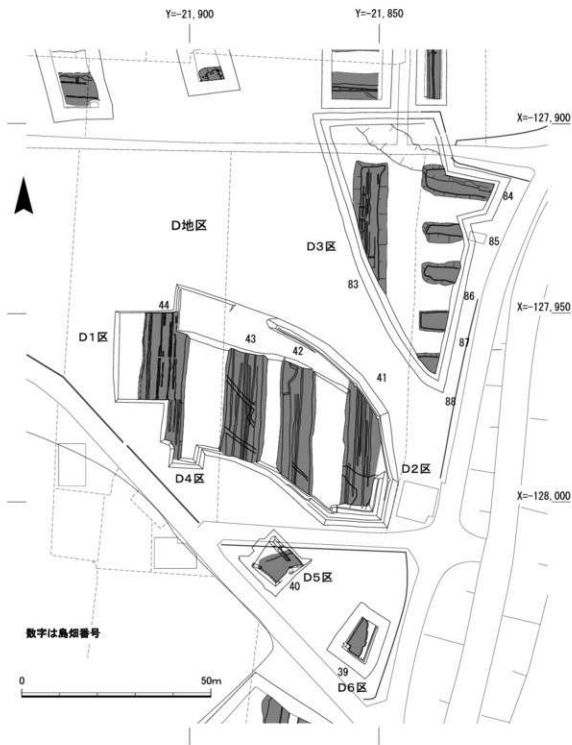 Y=-21,900
Y=-21,850
X=-127,900
84
D地区
D3区
85
83
86
44
X=-127,950
D1区
43
42
87
41
88
D2区
D4区
X=-128,000
D5区
40
数字は島畑番号
39
D6区
0
50m